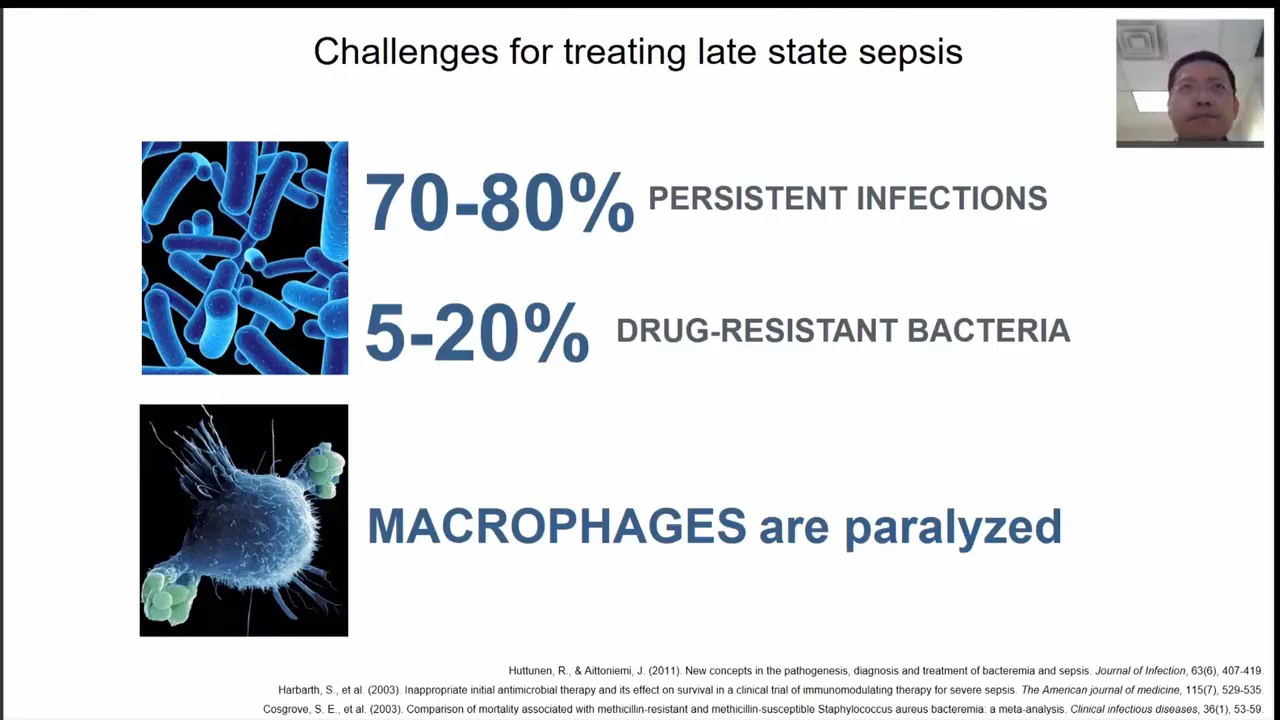 Challenges for treating late state sepsis
70-80% PERSISTENT INFECTIONS
5-20% DRUG-RESISTANT BACTERIA
MACROPHAGES are paralyzed
Huttunen, R., & Aittoniemi, J. (2011). New concepts in the pathogenesis, diagnosis and treatment of bacteremia and sepsis. Journal of Infection, 63(6), 407-419.
Harbarth, S., et al. (2003). Inappropriate initial antimicrobial therapy and its effect on survival in a clinical trial of immunomodulating therapy for severe sepsis. The American journal of medicine, 115(7), 529-535.
Cosgrove, S. E., et al. (2003). Comparison of mortality associated with methicillin-resistant and methicillin-susceptible Staphylococcus aureus bacteremia: a meta-analysis. Clinical infectious diseases, 36(1), 53-59.